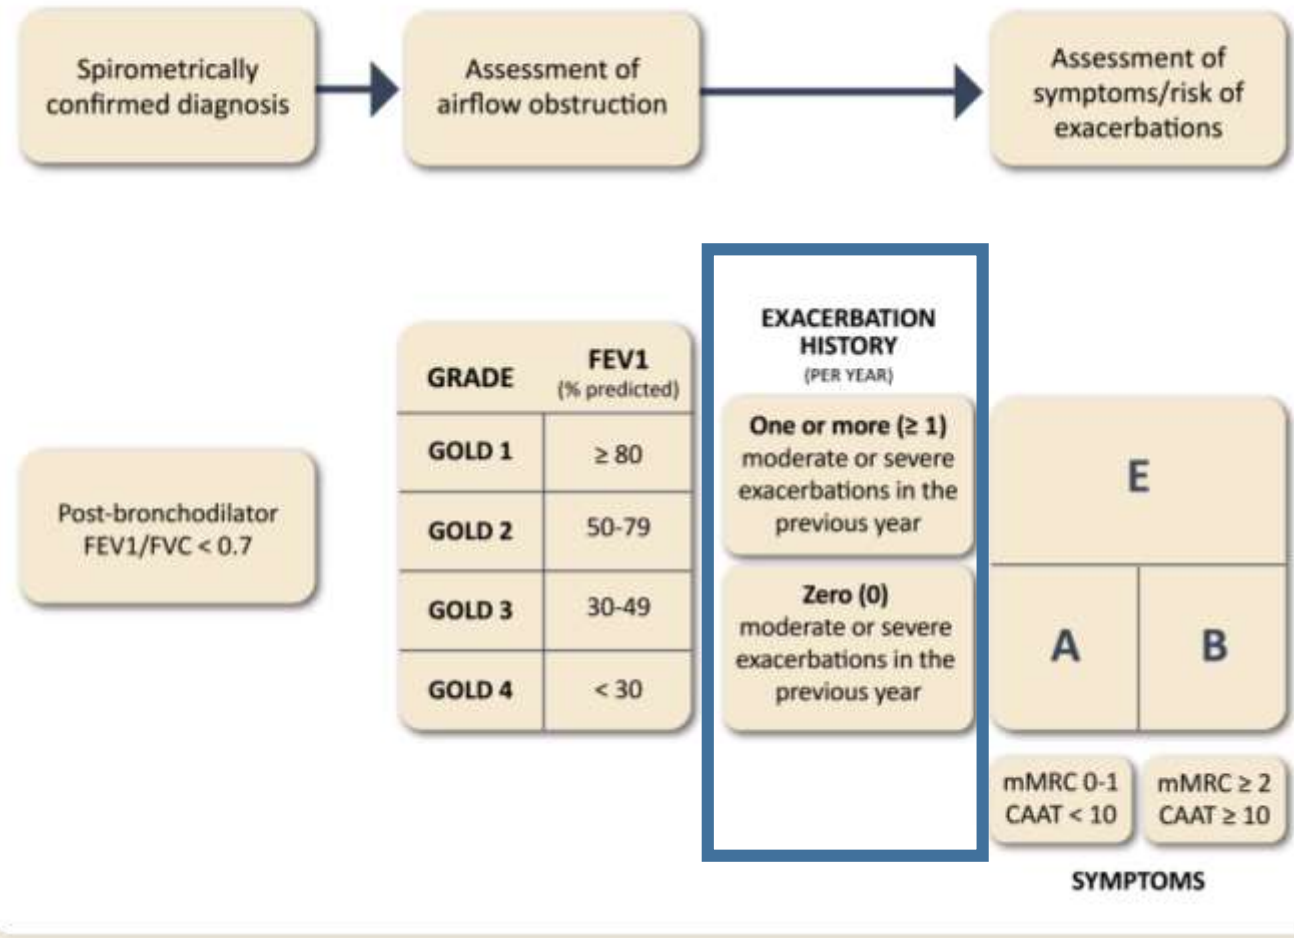 Spirometrically
confirmed diagnosis
Assessment of
airflow obstruction
Assessment of
symptoms/risk of
exacerbations
Post-bronchodilator
FEV1/FVC < 0.7
GRADE
FEV1
(% predicted)
GOLD 1
≥ 80
GOLD 2
50-79
GOLD 3
30-49
GOLD 4
< 30
EXACERBATION
HISTORY
(PER YEAR)
One or more (≥ 1)
moderate or severe
exacerbations in the
previous year
Zero (0)
moderate or severe
exacerbations in the
previous year
E
A
B
mMRC 0-1
CAAT < 10
mMRC ≥ 2
CAAT ≥ 10
SYMPTOMS